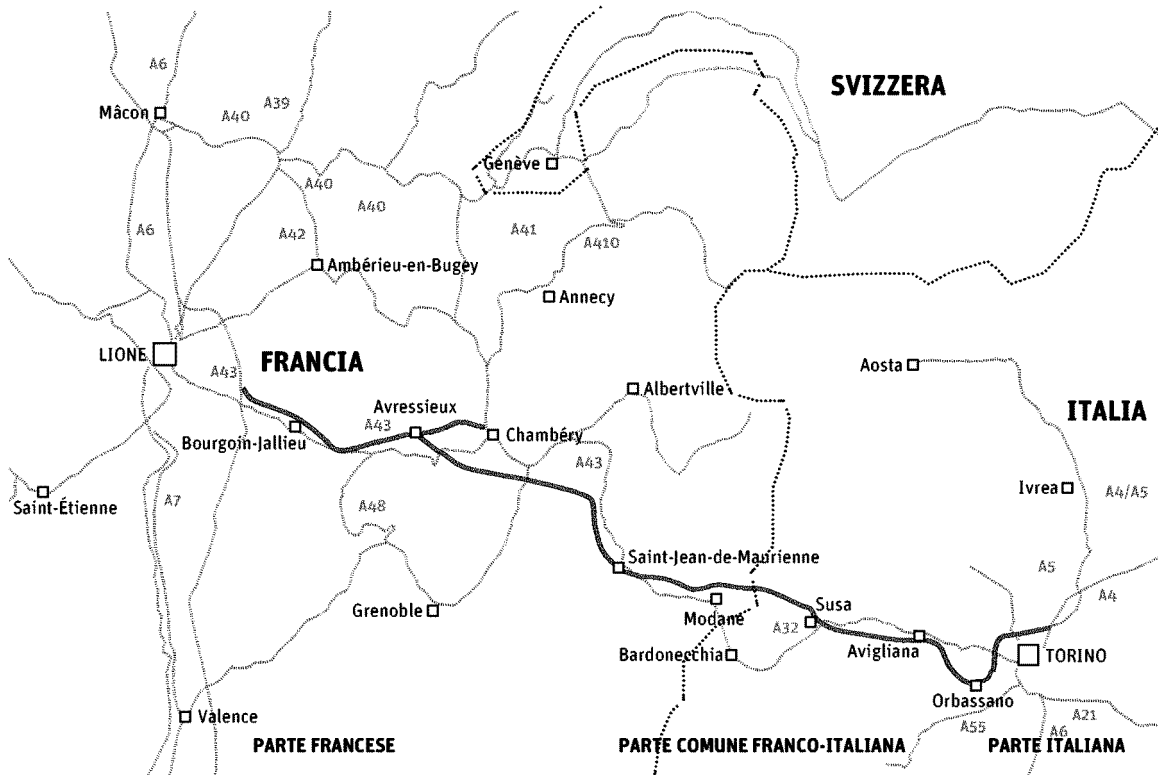 A6
Mâcon
A40
A39
SVIZZERA
Genève
A40
A40
A6
A42
A41
A410
Ambérieu-en-Bugey
Annecy
LIONE
FRANCIA
A43
Aosta
Albertville
Avressieux
A43
ITALIA
Bourgoin-Jallieu
Chambéry
A43
Saint-Étienne
A7
A48
Ivrea
A4/A5
Saint-Jean-de-Maurienne
A5
A4
Grenoble
Modane
Susa
A32
Bardonecchia
Avigliana
TORINO
Orbassano
Valence
A55
A6
A21
PARTE FRANCESE
PARTE COMUNE FRANCO-ITALIANA
PARTE ITALIANA